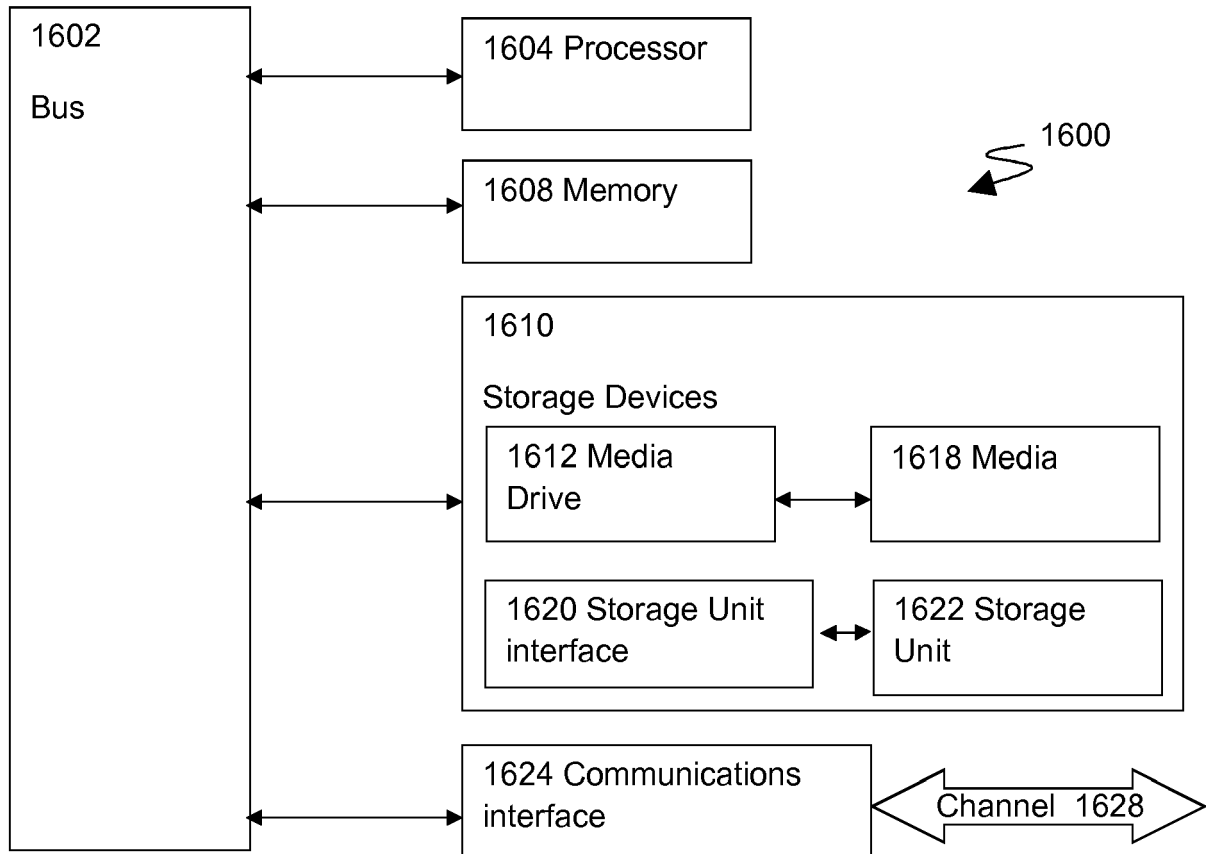 1602
Bus
1604 Processor
1600
1608 Memory
1610
Storage Devices
1612 Media
Drive
1618 Media
1620 Storage Unit
interface
1622 Storage
Unit
1624 Communications
interface
Channel 1628